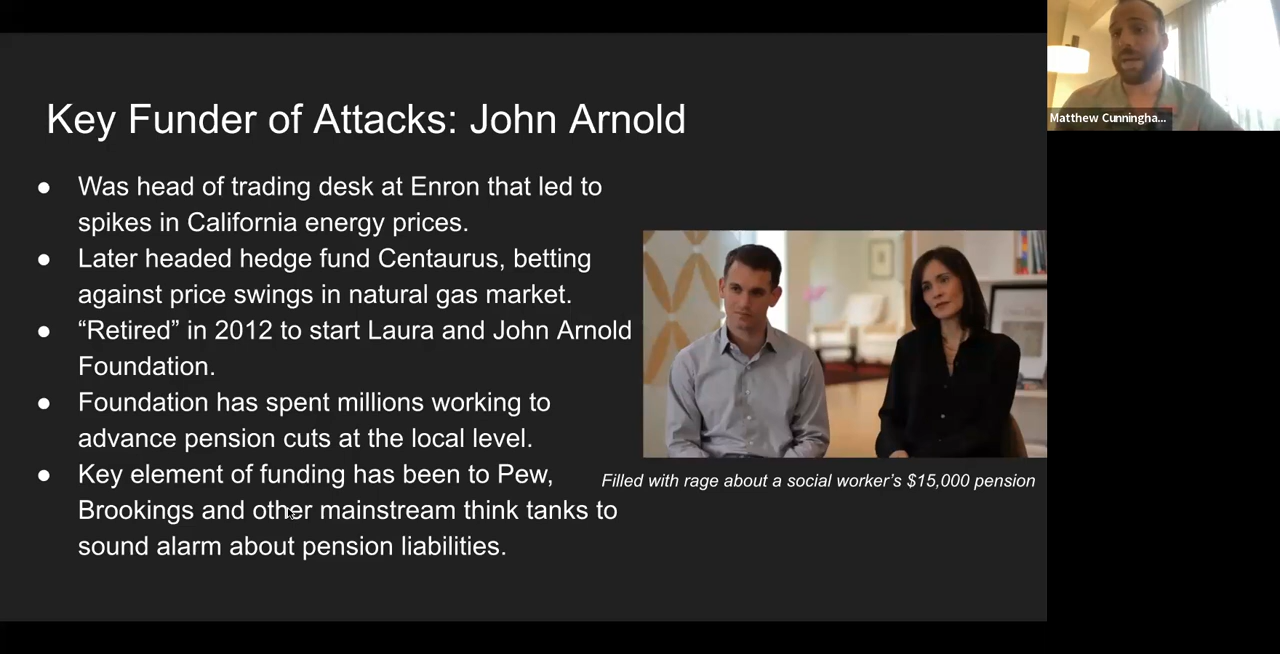 Key Funder of Attacks: John Arnold
● Was head of trading desk at Enron that led to
spikes in California energy prices.
● Later headed hedge fund Centaurus, betting
against price swings in natural gas market.
● “Retired” in 2012 to start Laura and John Arnold
Foundation.
● Foundation has spent millions working to
advance pension cuts at the local level.
● Key element of funding has been to Pew,
Brookings and other mainstream think tanks to
sound alarm about pension liabilities.
Filled with rage about a social worker’s $15,000 pension
Matthew Cunningha...